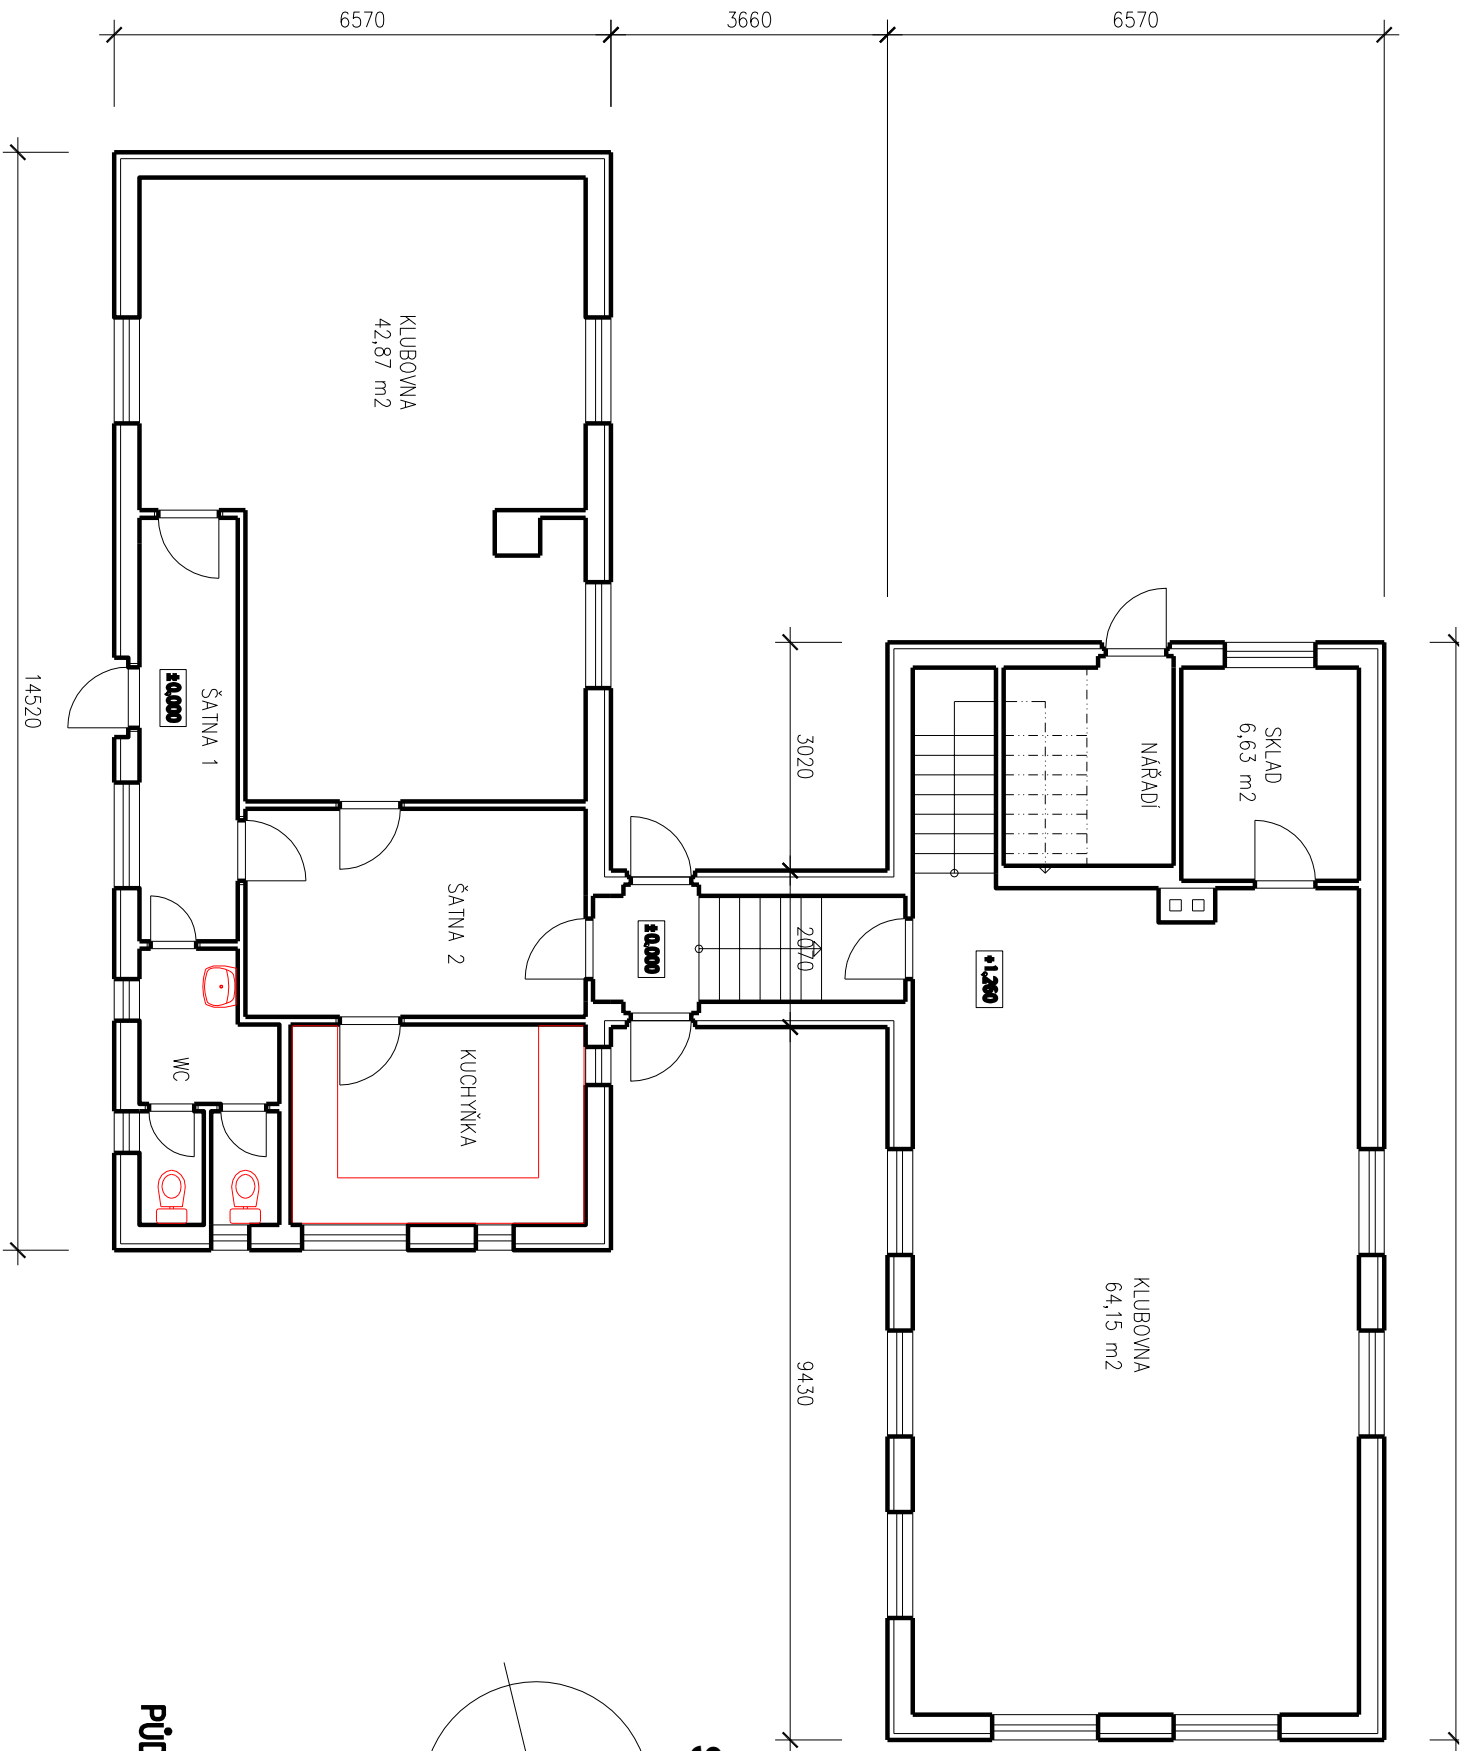 6570
3660
6570
KLUBOVNA
42,87 m2
14520
ŠATNA 1
±0,000
ŠATNA 2
±0,000
WC
KUCHYŇKA
3020
2070
9430
SKLAD
6,63 m2
NÁŘADÍ
+1,260
KLUBOVNA
64,15 m2